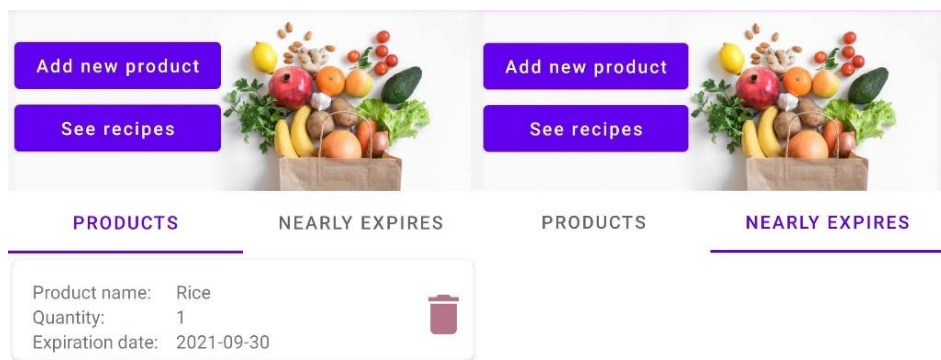 Add new product
See recipes
PRODUCTS NEARLY EXPIRES
Product name: Rice
Quantity: 1
Expiration date: 2021-09-30
Add new product
See recipes
PRODUCTS NEARLY EXPIRES